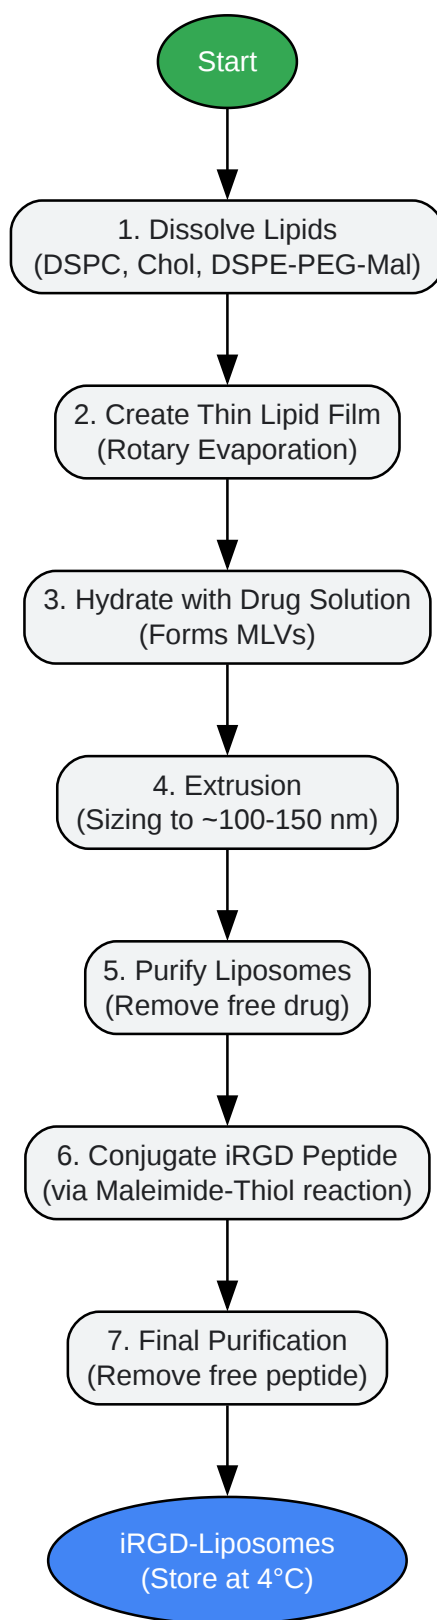 Start
1. Dissolve Lipids
(DSPC, Chol, DSPE-PEG-Mal)
2. Create Thin Lipid Film
(Rotary Evaporation)
3. Hydrate with Drug Solution
(Forms MLVs)
4. Extrusion
(Sizing to ~100-150 nm)
5. Purify Liposomes
(Remove free drug)
6. Conjugate iRGD Peptide
(via Maleimide-Thiol reaction)
7. Final Purification
(Remove free peptide)
iRGD-Liposomes
(Store at 4°C)